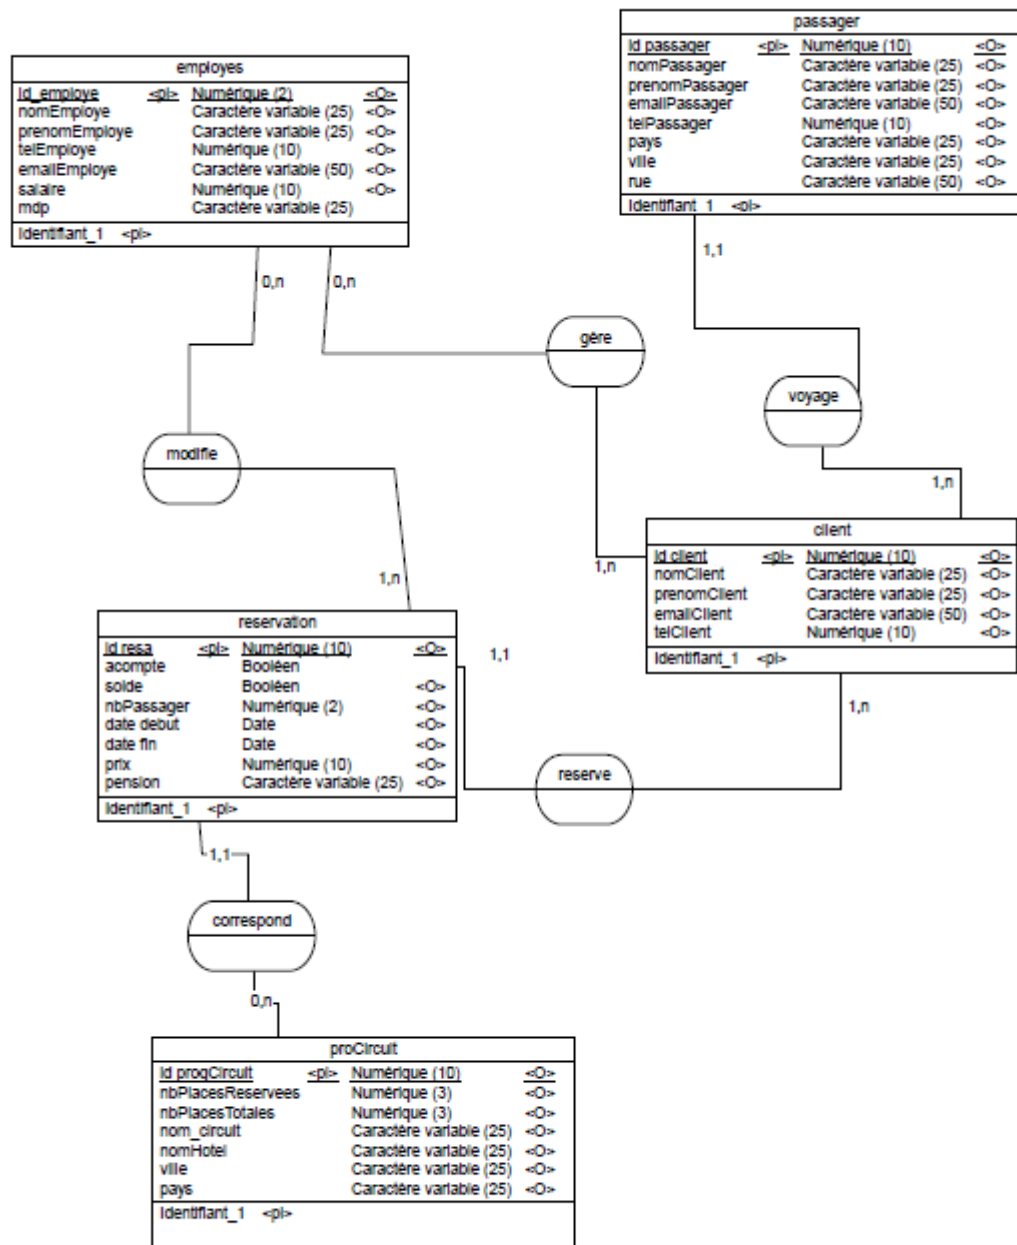 passager
Id passager <pi> Numérique (10) <O>
nomPassager Caractère variable (25) <O>
prenomPassager Caractère variable (25) <O>
emailPassager Caractère variable (50) <O>
telPassager Numérique (10) <O>
pays Caractère variable (25) <O>
ville Caractère variable (25) <O>
rue Caractère variable (50) <O>
Identifiant_1 <pi>
employes
Id_employe <pi> Numérique (2) <O>
nomEmploye Caractère variable (25) <O>
prenomEmploye Caractère variable (25) <O>
telEmploye Numérique (10) <O>
emailEmploye Caractère variable (50) <O>
salaire Numérique (10) <O>
mdp Caractère variable (25)
Identifiant_1 <pi>
1,1
0,n
0,n
gère
voyage
modifie
1,n
1,n
1,n
client
Id client <pi> Numérique (10) <O>
nomClient Caractère variable (25) <O>
prenomClient Caractère variable (25) <O>
emailClient Caractère variable (50) <O>
telClient Numérique (10) <O>
Identifiant_1 <pi>
reservation
Id resa <pi> Numérique (10) <O>
acompte Booléen
solde Booléen <O>
nbPassager Numérique (2) <O>
date debut Date <O>
date fin Date <O>
prix Numérique (10) <O>
pension Caractère variable (25) <O>
Identifiant_1 <pi>
1,1
1,n
reserve
1,1
correspond
0,n
proCircuit
Id progCircuit <pi> Numérique (10) <O>
nbPlacesReservees Numérique (3) <O>
nbPlacesTotales Numérique (3) <O>
nom_circuit Caractère variable (25) <O>
nomHotel Caractère variable (25) <O>
ville Caractère variable (25) <O>
pays Caractère variable (25) <O>
Identifiant_1 <pi>